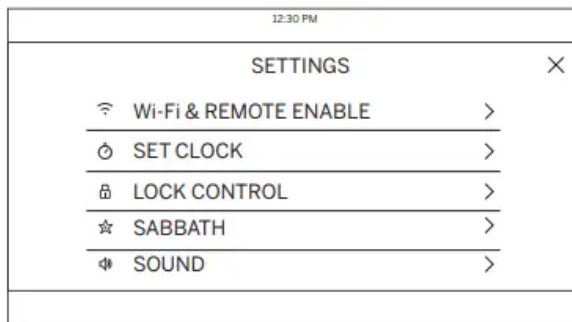 12:30 PM
SETTINGS
Wi-Fi & REMOTE ENABLE
SET CLOCK
LOCK CONTROL
SABBATH
SOUND